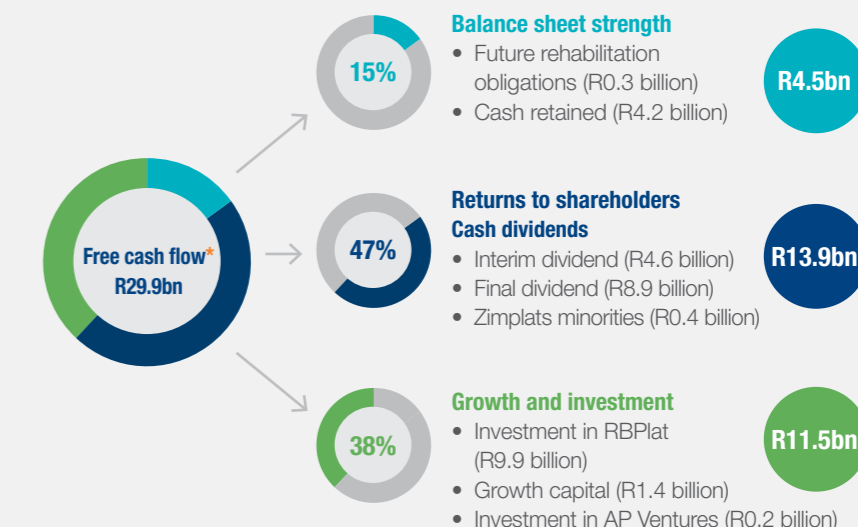 Balance sheet strength
15%
• Future rehabilitation
obligations (R0.3 billion)
• Cash retained (R4.2 billion)
R4.5bn
Free cash flow*
R29.9bn
Returns to shareholders
Cash dividends
47%
• Interim dividend (R4.6 billion)
• Final dividend (R8.9 billion)
• Zimplats minorities (R0.4 billion)
R13.9bn
Growth and investment
38%
• Investment in RBPlat
(R9.9 billion)
• Growth capital (R1.4 billion)
• Investment in AP Ventures (R0.2 billion)
R11.5bn